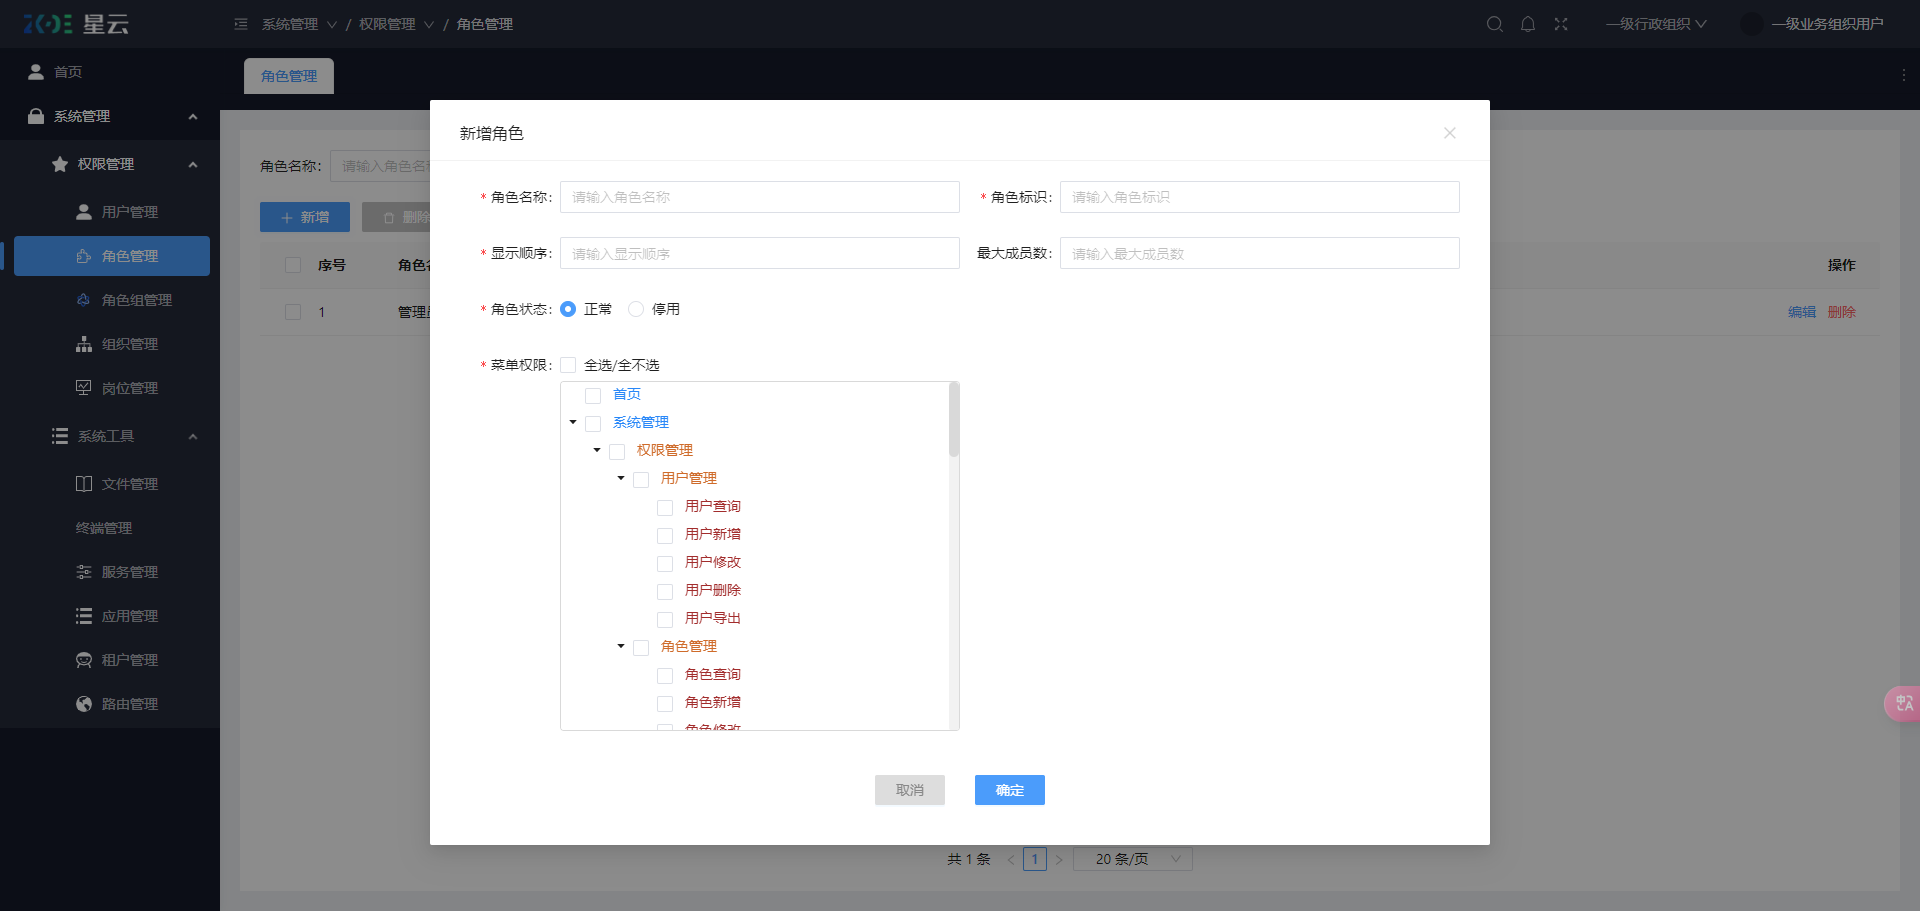 星云
系统管理 / 权限管理 / 角色管理
一级行政组织
一级业务组织用户
首页
系统管理
权限管理
用户管理
角色管理
角色组管理
组织管理
岗位管理
系统工具
文件管理
终端管理
服务管理
应用管理
租户管理
路由管理
角色管理
角色名称:
请输入角色名
新增
删除
序号
操作
1
编辑 删除
新增角色
* 角色名称: 请输入角色名称
* 角色标识: 请输入角色标识
* 显示顺序: 请输入显示顺序
最大成员数: 请输入最大成员数
* 角色状态: 正常 停用
* 菜单权限: 全选/全不选
首页
系统管理
权限管理
用户管理
用户查询
用户新增
用户修改
用户删除
用户导出
角色管理
角色查询
角色新增
角色修改
取消 确定
共 1 条 < 1 > 20 条/页